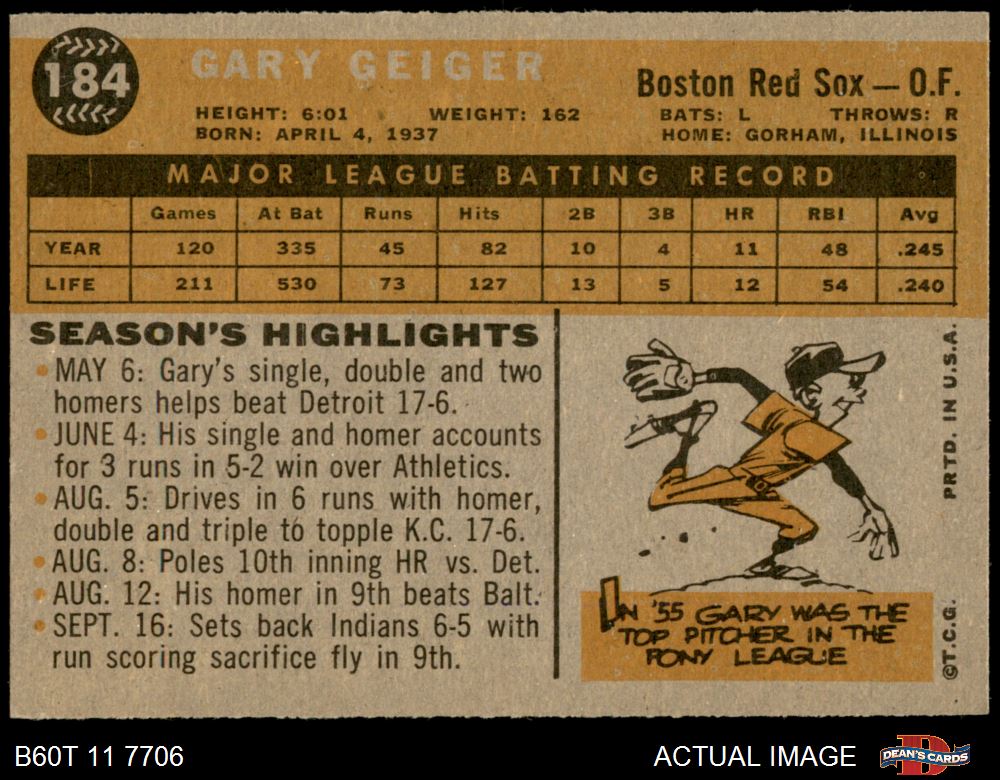 184
GARY GEIGER
Boston Red Sox — O.F.
HEIGHT: 6:01 WEIGHT: 162 BATS: L THROWS: R
BORN: APRIL 4, 1937 HOME: GORHAM, ILLINOIS
MAJOR LEAGUE BATTING RECORD
Games At Bat Runs Hits 2B 3B HR RBI Avg
YEAR 120 335 45 82 10 4 11 48 .245
LIFE 211 530 73 127 13 5 12 54 .240
SEASON'S HIGHLIGHTS
• MAY 6: Gary's single, double and two
homers helps beat Detroit 17-6.
• JUNE 4: His single and homer accounts
for 3 runs in 5-2 win over Athletics.
• AUG. 5: Drives in 6 runs with homer,
double and triple to topple K.C. 17-6.
• AUG. 8: Poles 10th inning HR vs. Det.
• AUG. 12: His homer in 9th beats Balt.
• SEPT. 16: Sets back Indians 6-5 with
run scoring sacrifice fly in 9th.
IN '55 GARY WAS THE
TOP PITCHER IN THE
PONY LEAGUE
©T.C.G. PRTD. IN U.S.A.
B60T 11 7706 ACTUAL IMAGE
DEAN'S CARDS